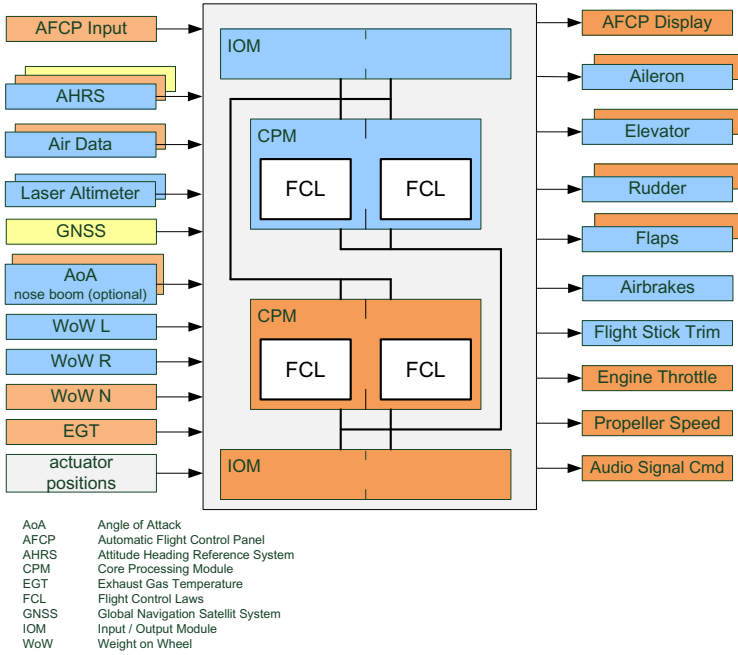 AFCP Input
AHRS
Air Data
Laser Altimeter
GNSS
AoA
nose boom (optional)
WoW L
WoW R
WoW N
EGT
actuator
positions
IOM
CPM
FCL FCL
CPM
FCL FCL
IOM
AFCP Display
Aileron
Elevator
Rudder
Flaps
Airbrakes
Flight Stick Trim
Engine Throttle
Propeller Speed
Audio Signal Cmd
AoA Angle of Attack
AFCP Automatic Flight Control Panel
AHRS Attitude Heading Reference System
CPM Core Processing Module
EGT Exhaust Gas Temperature
FCL Flight Control Laws
GNSS Global Navigation Satellit System
IOM Input / Output Module
WoW Weight on Wheel